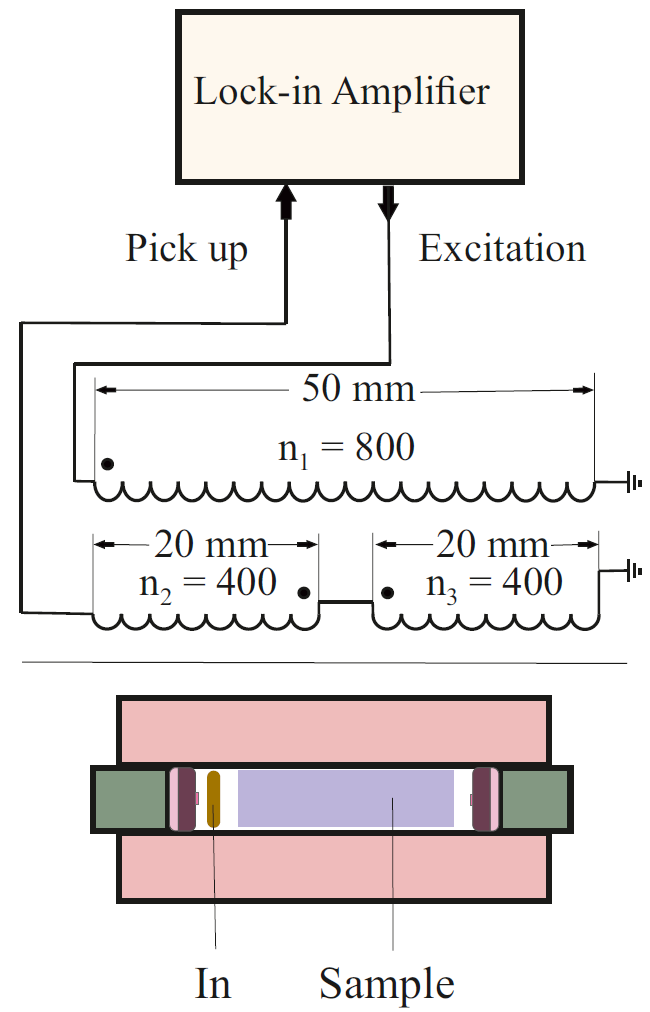 Lock-in Amplifier
Pick up
Excitation
50 mm
n₁ = 800
20 mm
20 mm
n₂ = 400
n₃ = 400
In
Sample